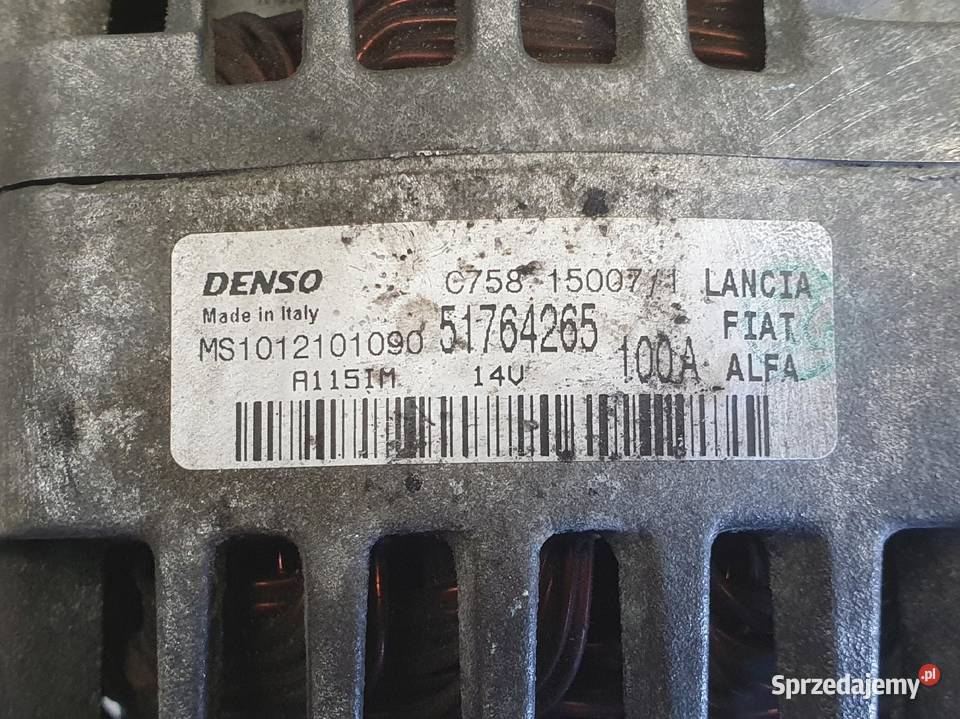 DENSO C758 15007/1 LANCIA
Made in Italy 51764265 FIAT
MS1012101090 100A ALFA
A115IM 14V
Sprzedajemy.pl